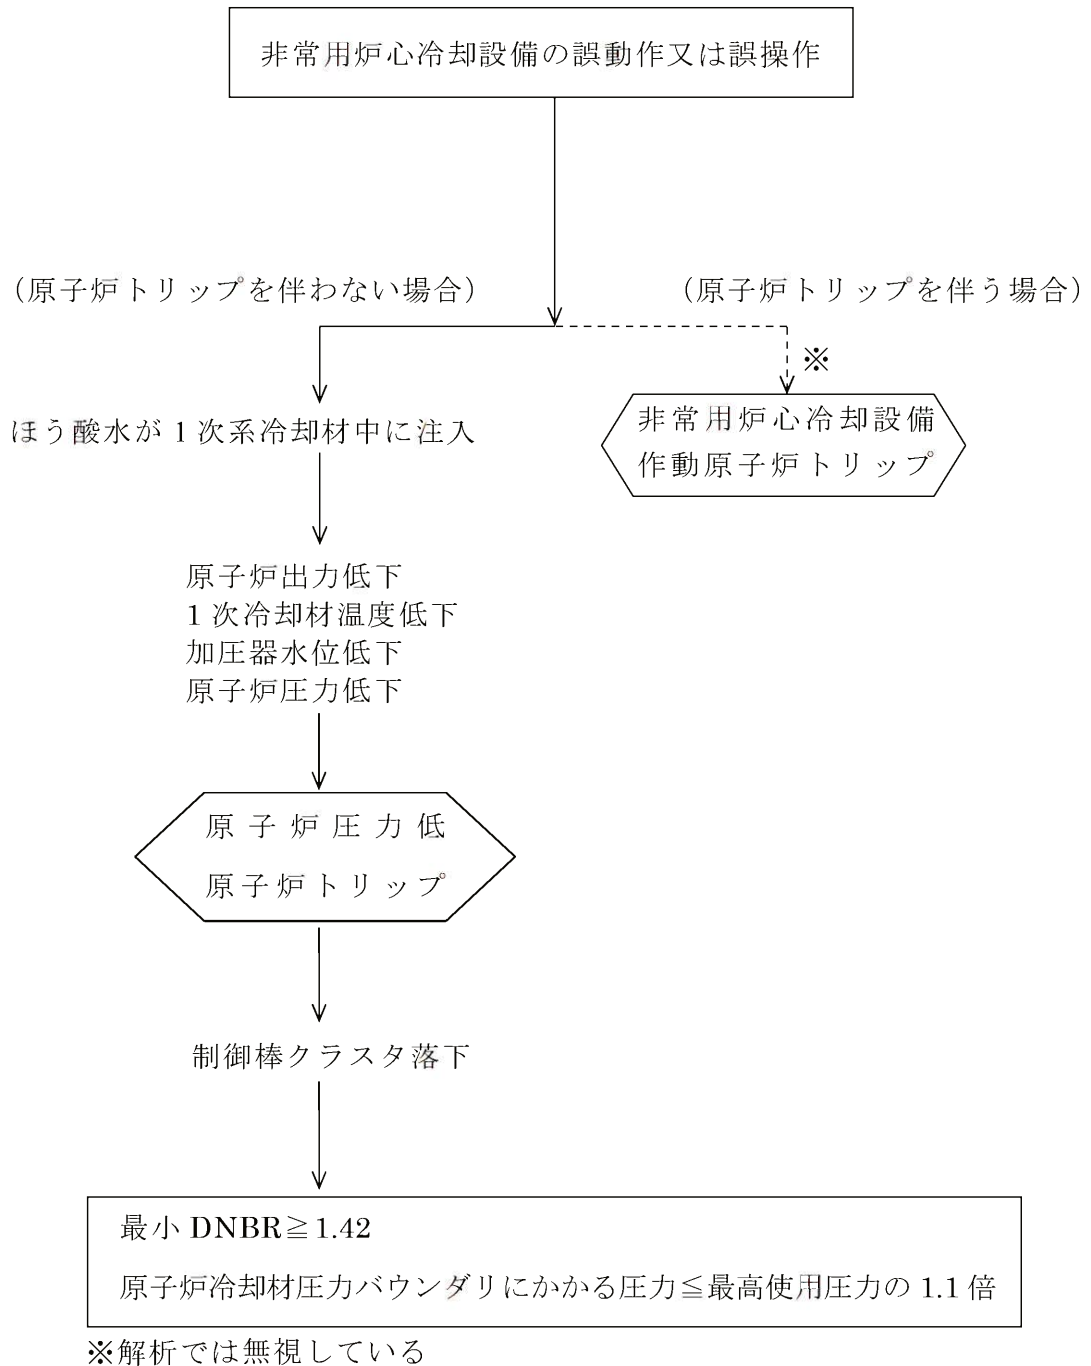 非常用炉心冷却設備の誤動作又は誤操作
（原子炉トリップを伴わない場合）
（原子炉トリップを伴う場合）
※
ほう酸水が１次系冷却材中に注入
非常用炉心冷却設備
作動原子炉トリップ
原子炉出力低下
１次冷却材温度低下
加圧器水位低下
原子炉圧力低下
原子炉圧力低
原子炉トリップ
制御棒クラスタ落下
最小 DNBR≧1.42
原子炉冷却材圧力バウンダリにかかる圧力≦最高使用圧力の 1.1 倍
※解析では無視している